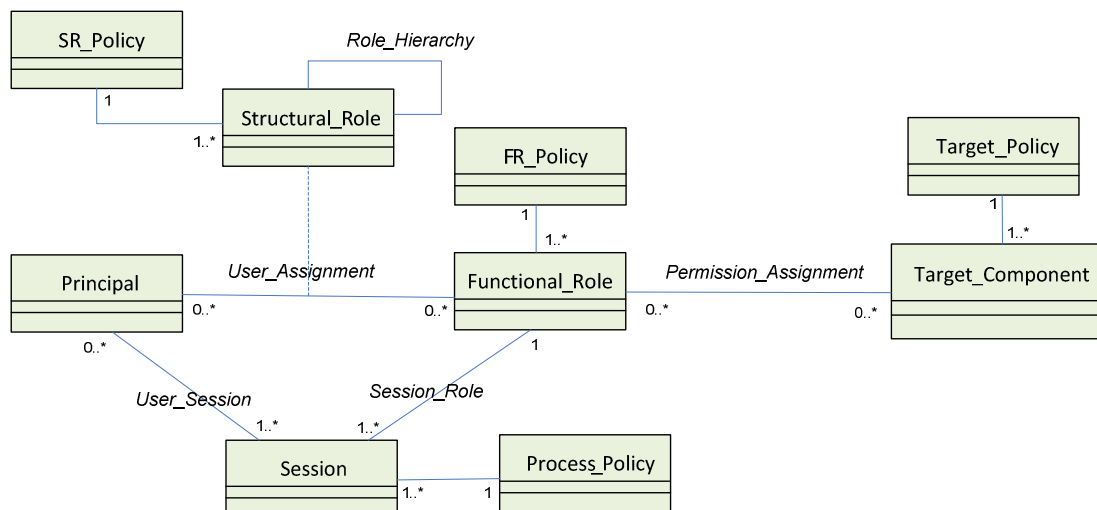 SR_Policy
Role_Hierarchy
1
Structural_Role
1..*
FR_Policy
Target_Policy
1
1
1..*
1..*
Principal
User_Assignment
Functional_Role
Permission_Assignment
Target_Component
0..*
0..*
0..*
0..*
0..*
1
User_Session
Session_Role
1..*
1..*
Session
Process_Policy
1..*
1